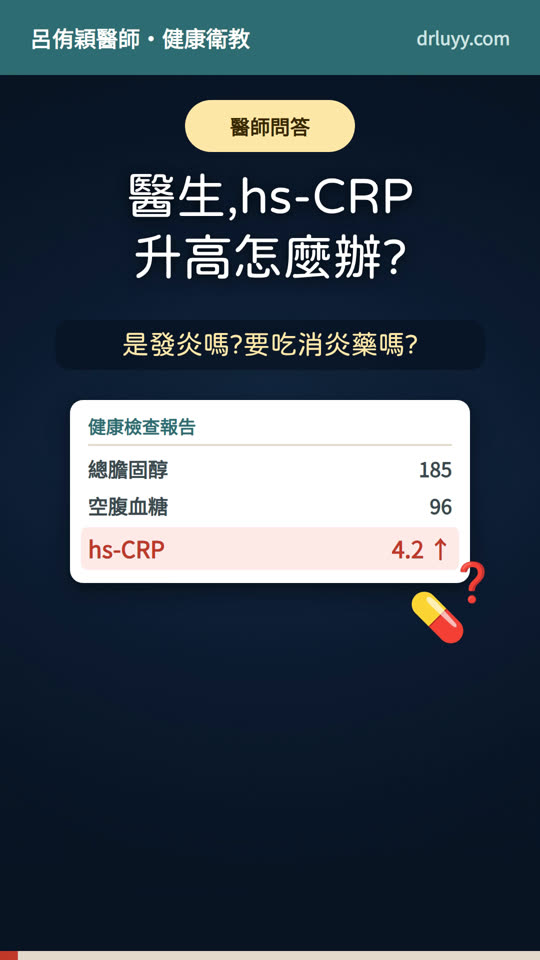 呂侑穎醫師・健康衛教
drluyy.com
醫師問答
醫生,hs-CRP
升高怎麼辦?
是發炎嗎?要吃消炎藥嗎?
健康檢查報告
總膽固醇 185
空腹血糖 96
hs-CRP 4.2 ↑
?